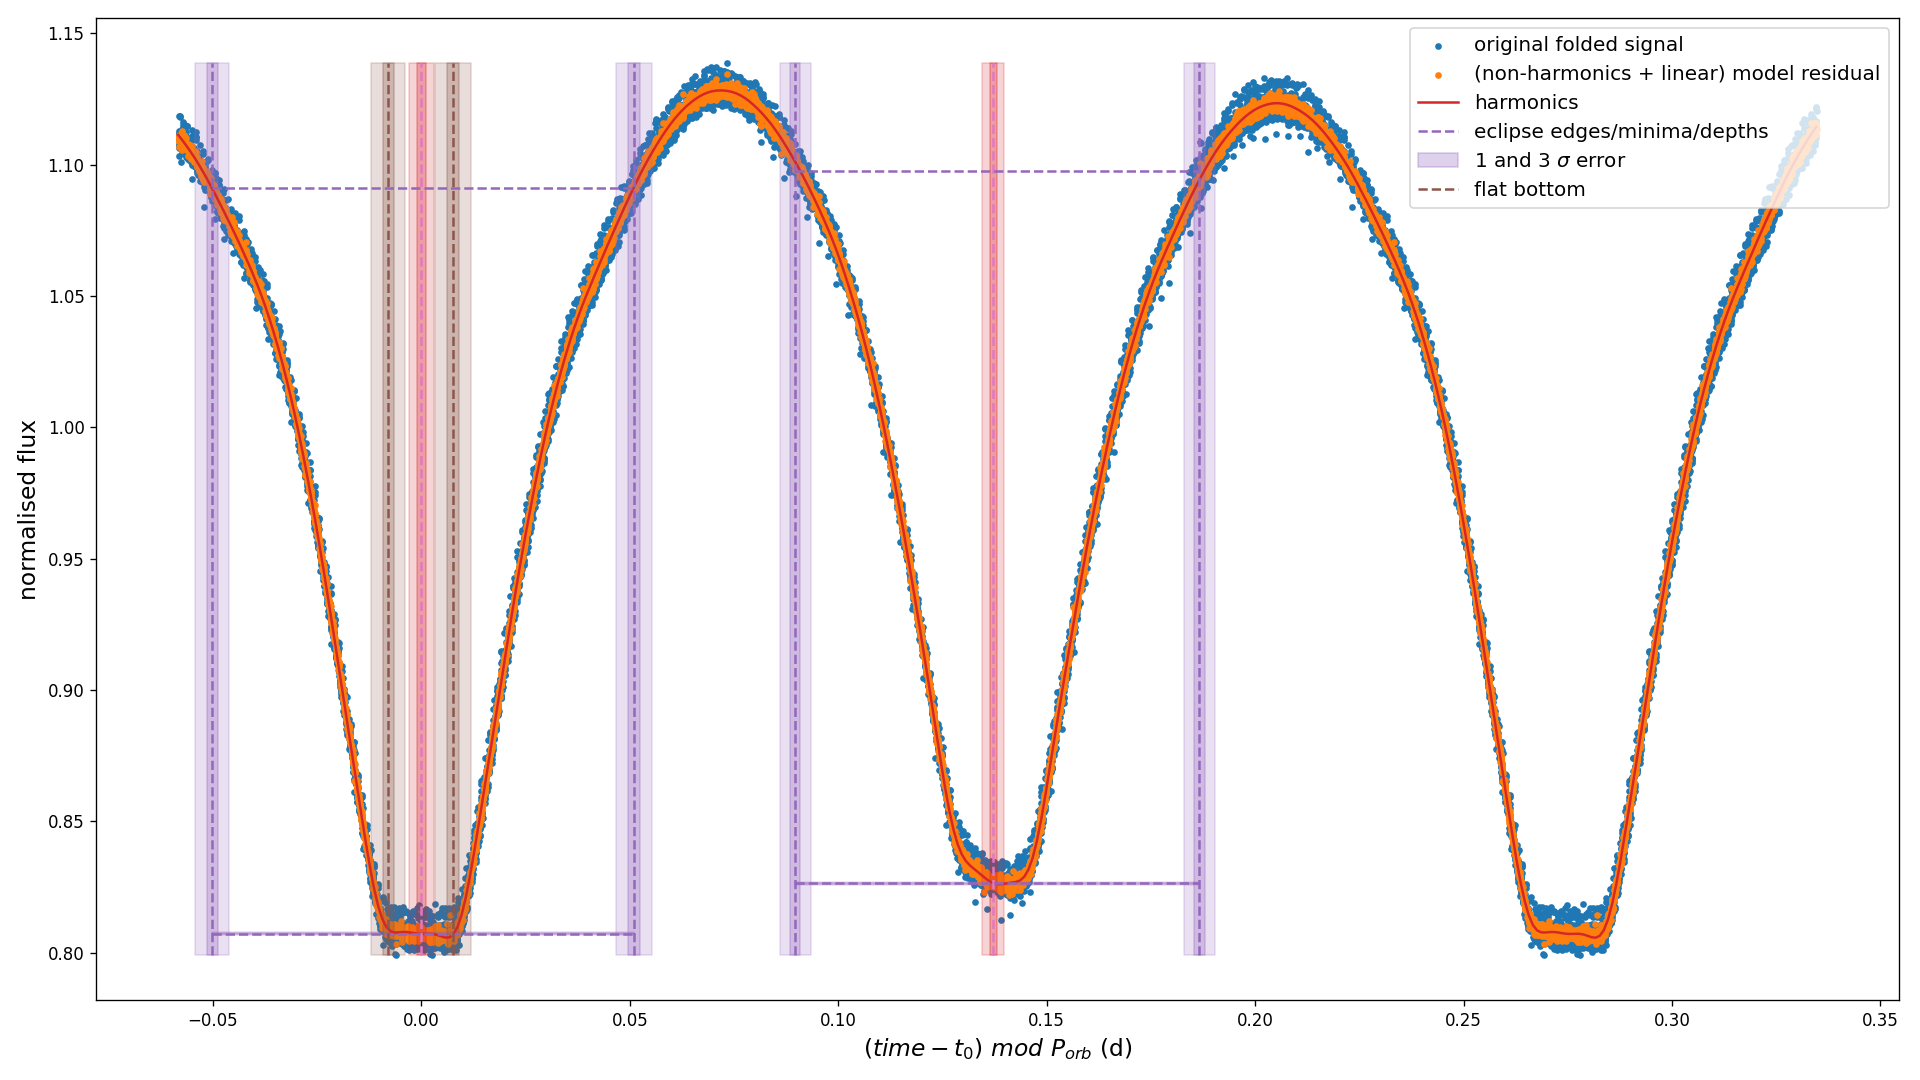 1.15
1.10
1.05
1.00
0.95
0.90
0.85
0.80
normalised flux
original folded signal
(non-harmonics + linear) model residual
harmonics
eclipse edges/minima/depths
1 and 3 σ error
flat bottom
−0.05 0.00 0.05 0.10 0.15 0.20 0.25 0.30 0.35
(time − t₀) mod Pₒᵣb (d)